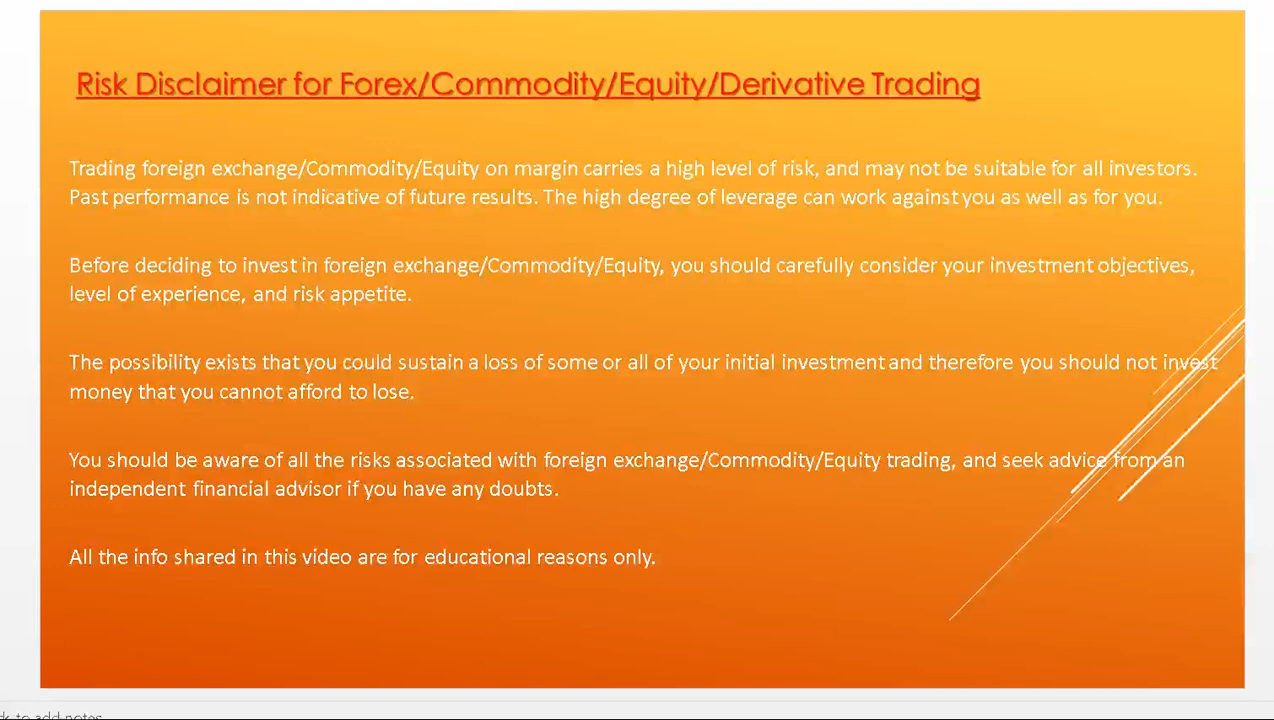 Risk Disclaimer for Forex/Commodity/Equity/Derivative Trading
Trading foreign exchange/Commodity/Equity on margin carries a high level of risk, and may not be suitable for all investors.
Past performance is not indicative of future results. The high degree of leverage can work against you as well as for you.
Before deciding to invest in foreign exchange/Commodity/Equity, you should carefully consider your investment objectives,
level of experience, and risk appetite.
The possibility exists that you could sustain a loss of some or all of your initial investment and therefore you should not invest
money that you cannot afford to lose.
You should be aware of all the risks associated with foreign exchange/Commodity/Equity trading, and seek advice from an
independent financial advisor if you have any doubts.
All the info shared in this video are for educational reasons only.
to add notes